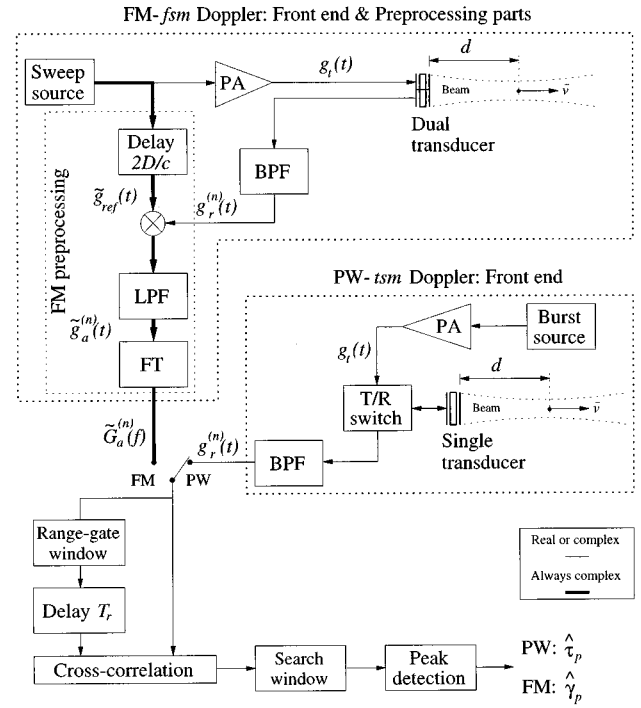 FM-fsm Doppler: Front end & Preprocessing parts
Sweep
source
PA
g_t(t)
d
Beam
v̄
Dual
transducer
Delay
2D/c
BPF
g̃_ref(t)
g_r^(n)(t)
FM preprocessing
LPF
g̃_a^(n)(t)
FT
PW-tsm Doppler: Front end
PA
Burst
source
g_t(t)
d
T/R
switch
Beam
v̄
Single
transducer
G̃_a^(n)(f)
g_r^(n)(t)
BPF
FM
PW
Range-gate
window
Delay T_r
Real or complex
Always complex
Cross-correlation
Search
window
Peak
detection
PW: τ̂_p
FM: γ̂_p